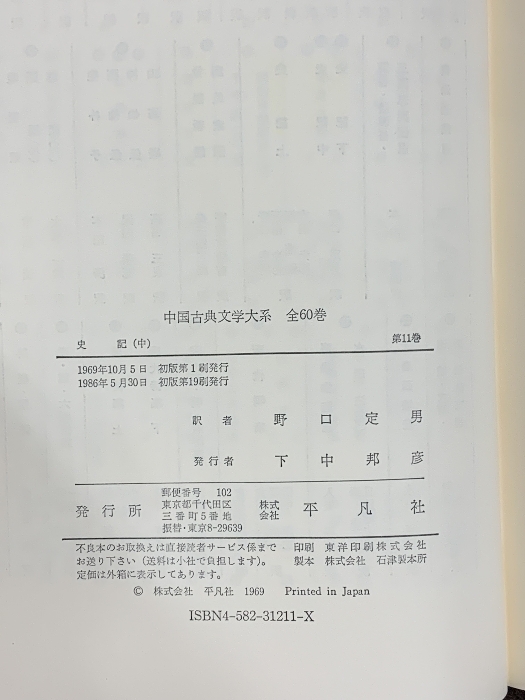 中国古典文学大系 全60巻
史 記(中) 第11巻
1969年10月5日 初版第1刷発行
1986年5月30日 初版第19刷発行
訳者 野口定男
発行者 下中邦彦
発行所 郵便番号 102
東京都千代田区
三番町5番地
振替・東京8-29639
株式会社 平凡社
不良本のお取換えは直接読者サービス係まで
お送り下さい(送料は小社で負担します)。
定価は外箱に表示してあります。
印刷 東洋印刷株式会社
製本 株式会社 石津製本所
© 株式会社 平凡社 1969 Printed in Japan
ISBN4-582-31211-X